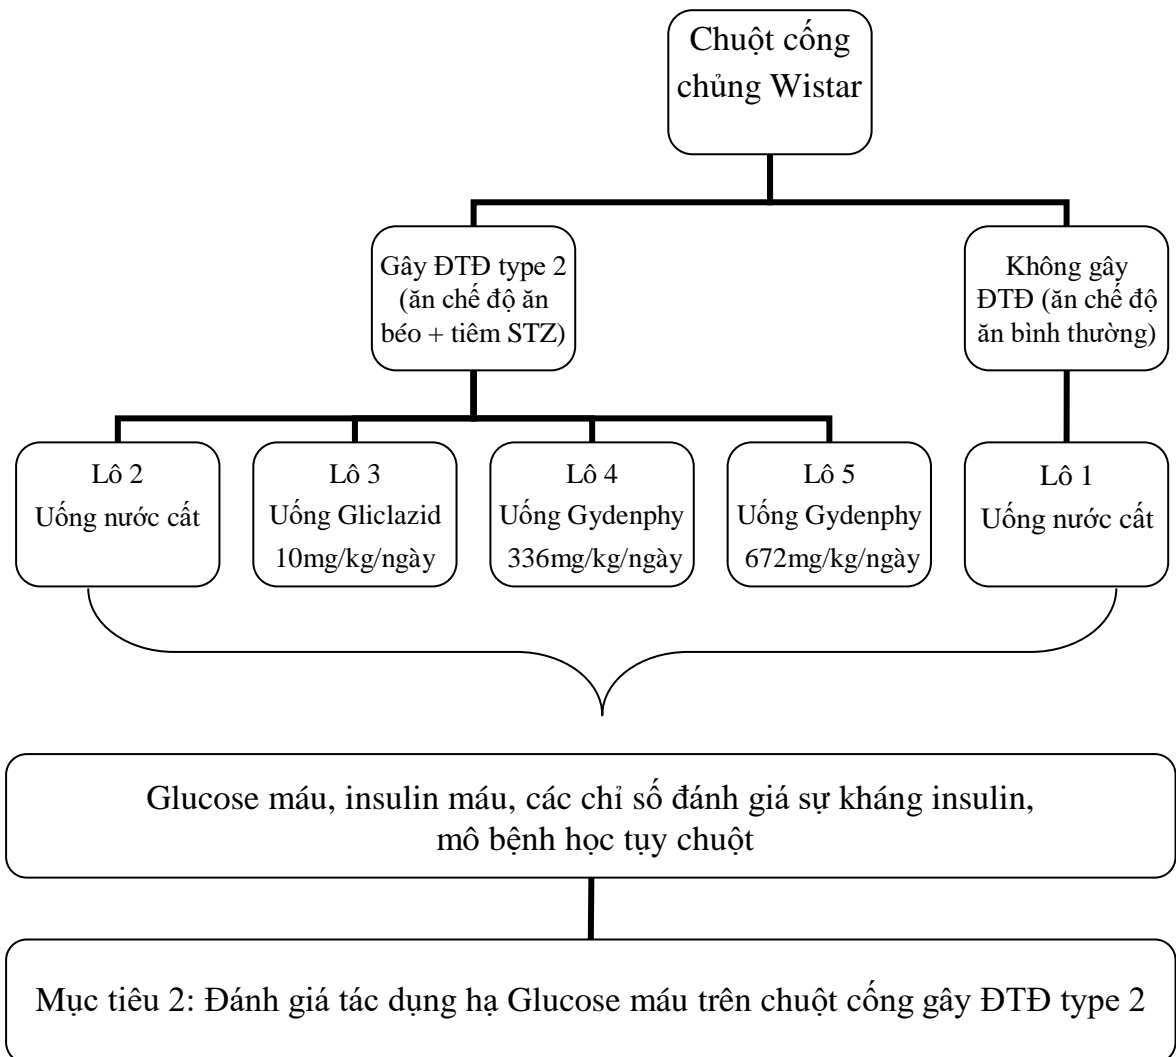 Chuột cống
chủng Wistar
Gây ĐTĐ type 2
(ăn chế độ ăn
béo + tiêm STZ)
Không gây
ĐTĐ (ăn chế độ
ăn bình thường)
Lô 2
Uống nước cất
Lô 3
Uống Gliclazid
10mg/kg/ngày
Lô 4
Uống Gydenphy
336mg/kg/ngày
Lô 5
Uống Gydenphy
672mg/kg/ngày
Lô 1
Uống nước cất
Glucose máu, insulin máu, các chỉ số đánh giá sự kháng insulin,
mô bệnh học tụy chuột
Mục tiêu 2: Đánh giá tác dụng hạ Glucose máu trên chuột cống gây ĐTĐ type 2